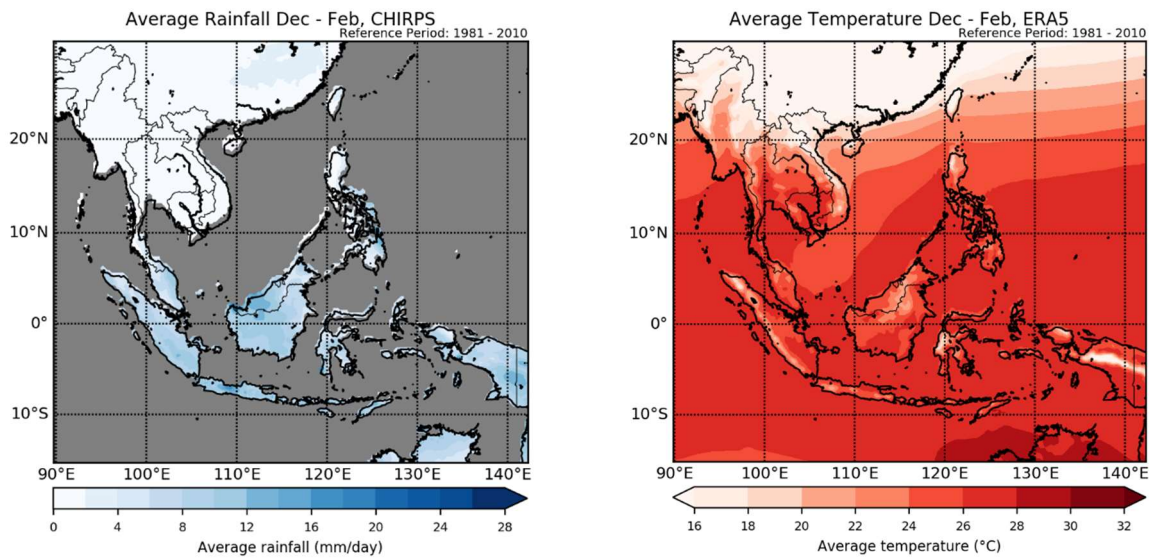 Average Rainfall Dec - Feb, CHIRPS
Reference Period: 1981 - 2010
20°N
10°N
0°
10°S
90°E 100°E 110°E 120°E 130°E 140°E
0 4 8 12 16 20 24 28
Average rainfall (mm/day)
Average Temperature Dec - Feb, ERA5
Reference Period: 1981 - 2010
20°N
10°N
0°
10°S
90°E 100°E 110°E 120°E 130°E 140°E
16 18 20 22 24 26 28 30 32
Average temperature (°C)